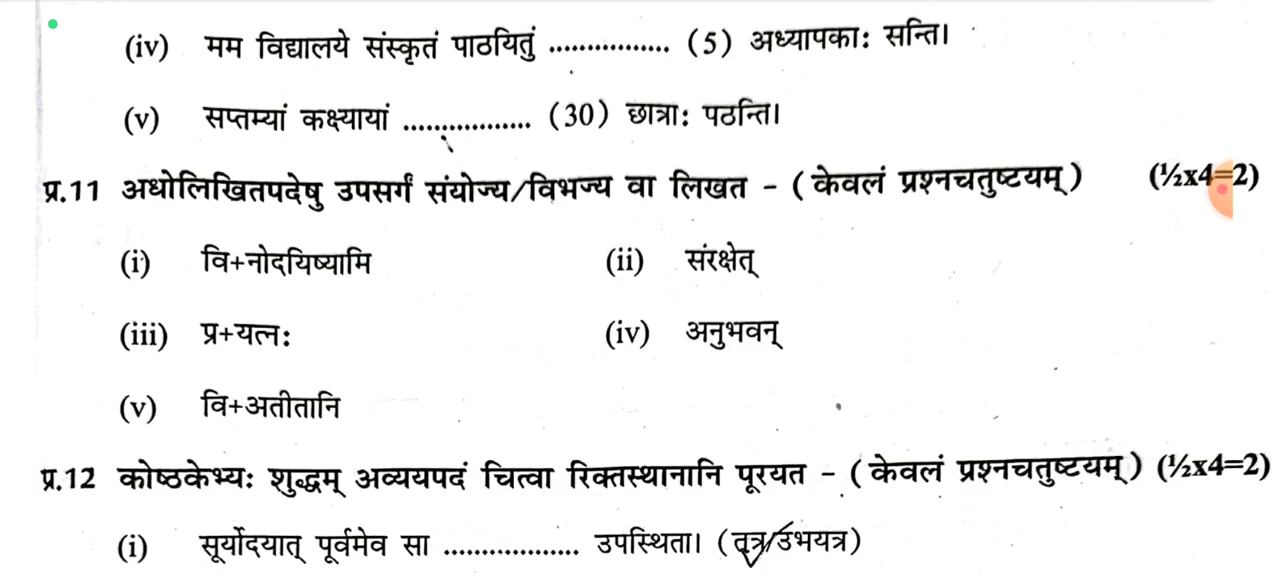 (iv) मम विद्यालये संस्कृतं पाठयितुं ................. (5) अध्यापकाः सन्ति।
(v) सप्तम्यां कक्ष्यायां .................. (30) छात्राः पठन्ति।
प्र.11 अधोलिखितपदेषु उपसर्गं संयोज्य/विभज्य वा लिखत - (केवलं प्रश्नचतुष्टयम्) (½x4=2)
(i) वि+नोदयिष्यामि (ii) संरक्षेत्
(iii) प्र+यत्नः (iv) अनुभवन्
(v) वि+अतीतानि
प्र.12 कोष्ठकेभ्यः शुद्धम् अव्ययपदं चित्वा रिक्तस्थानानि पूरयत - (केवलं प्रश्नचतुष्टयम्) (½x4=2)
(i) सूर्योदयात् पूर्वमेव सा .................. उपस्थिता। (तत्र/उभयत्र)